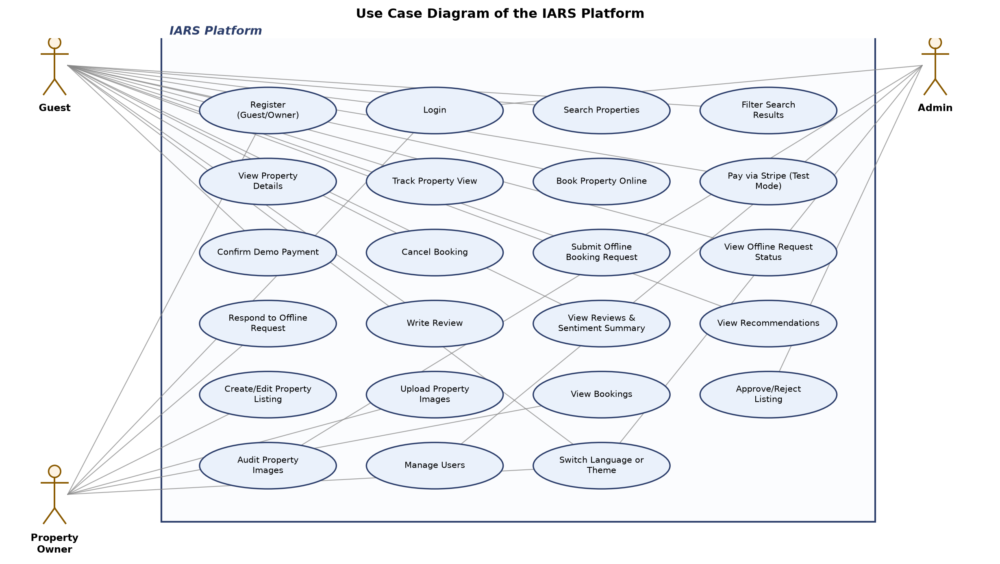 Use Case Diagram of the IARS Platform
IARS Platform
Guest
Admin
Register
(Guest/Owner)
Login
Search Properties
Filter Search
Results
View Property
Details
Track Property View
Book Property Online
Pay via Stripe (Test
Mode)
Confirm Demo Payment
Cancel Booking
Submit Offline
Booking Request
View Offline Request
Status
Respond to Offline
Request
Write Review
View Reviews &
Sentiment Summary
View Recommendations
Create/Edit Property
Listing
Upload Property
Images
View Bookings
Approve/Reject
Listing
Audit Property
Images
Manage Users
Switch Language or
Theme
Property
Owner